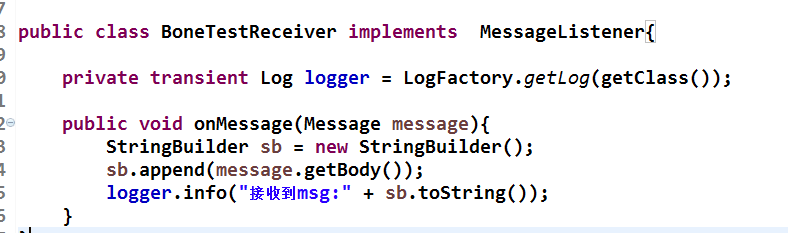 public class BoneTestReceiver implements  MessageListener{
private transient Log logger = LogFactory.getLog(getClass());
public void onMessage(Message message){
StringBuilder sb = new StringBuilder();
sb.append(message.getBody());
logger.info("接收到msg:" + sb.toString());
}